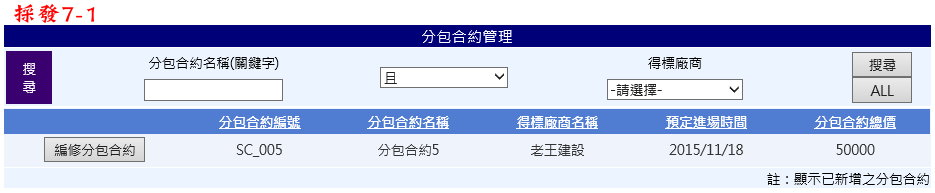 採發7-1
分包合約管理
搜尋
分包合約名稱(關鍵字)
且
得標廠商
-請選擇-
搜尋
ALL
分包合約編號 分包合約名稱 得標廠商名稱 預定進場時間 分包合約總價
編修分包合約 SC_005 分包合約5 老王建設 2015/11/18 50000
註：顯示已新增之分包合約